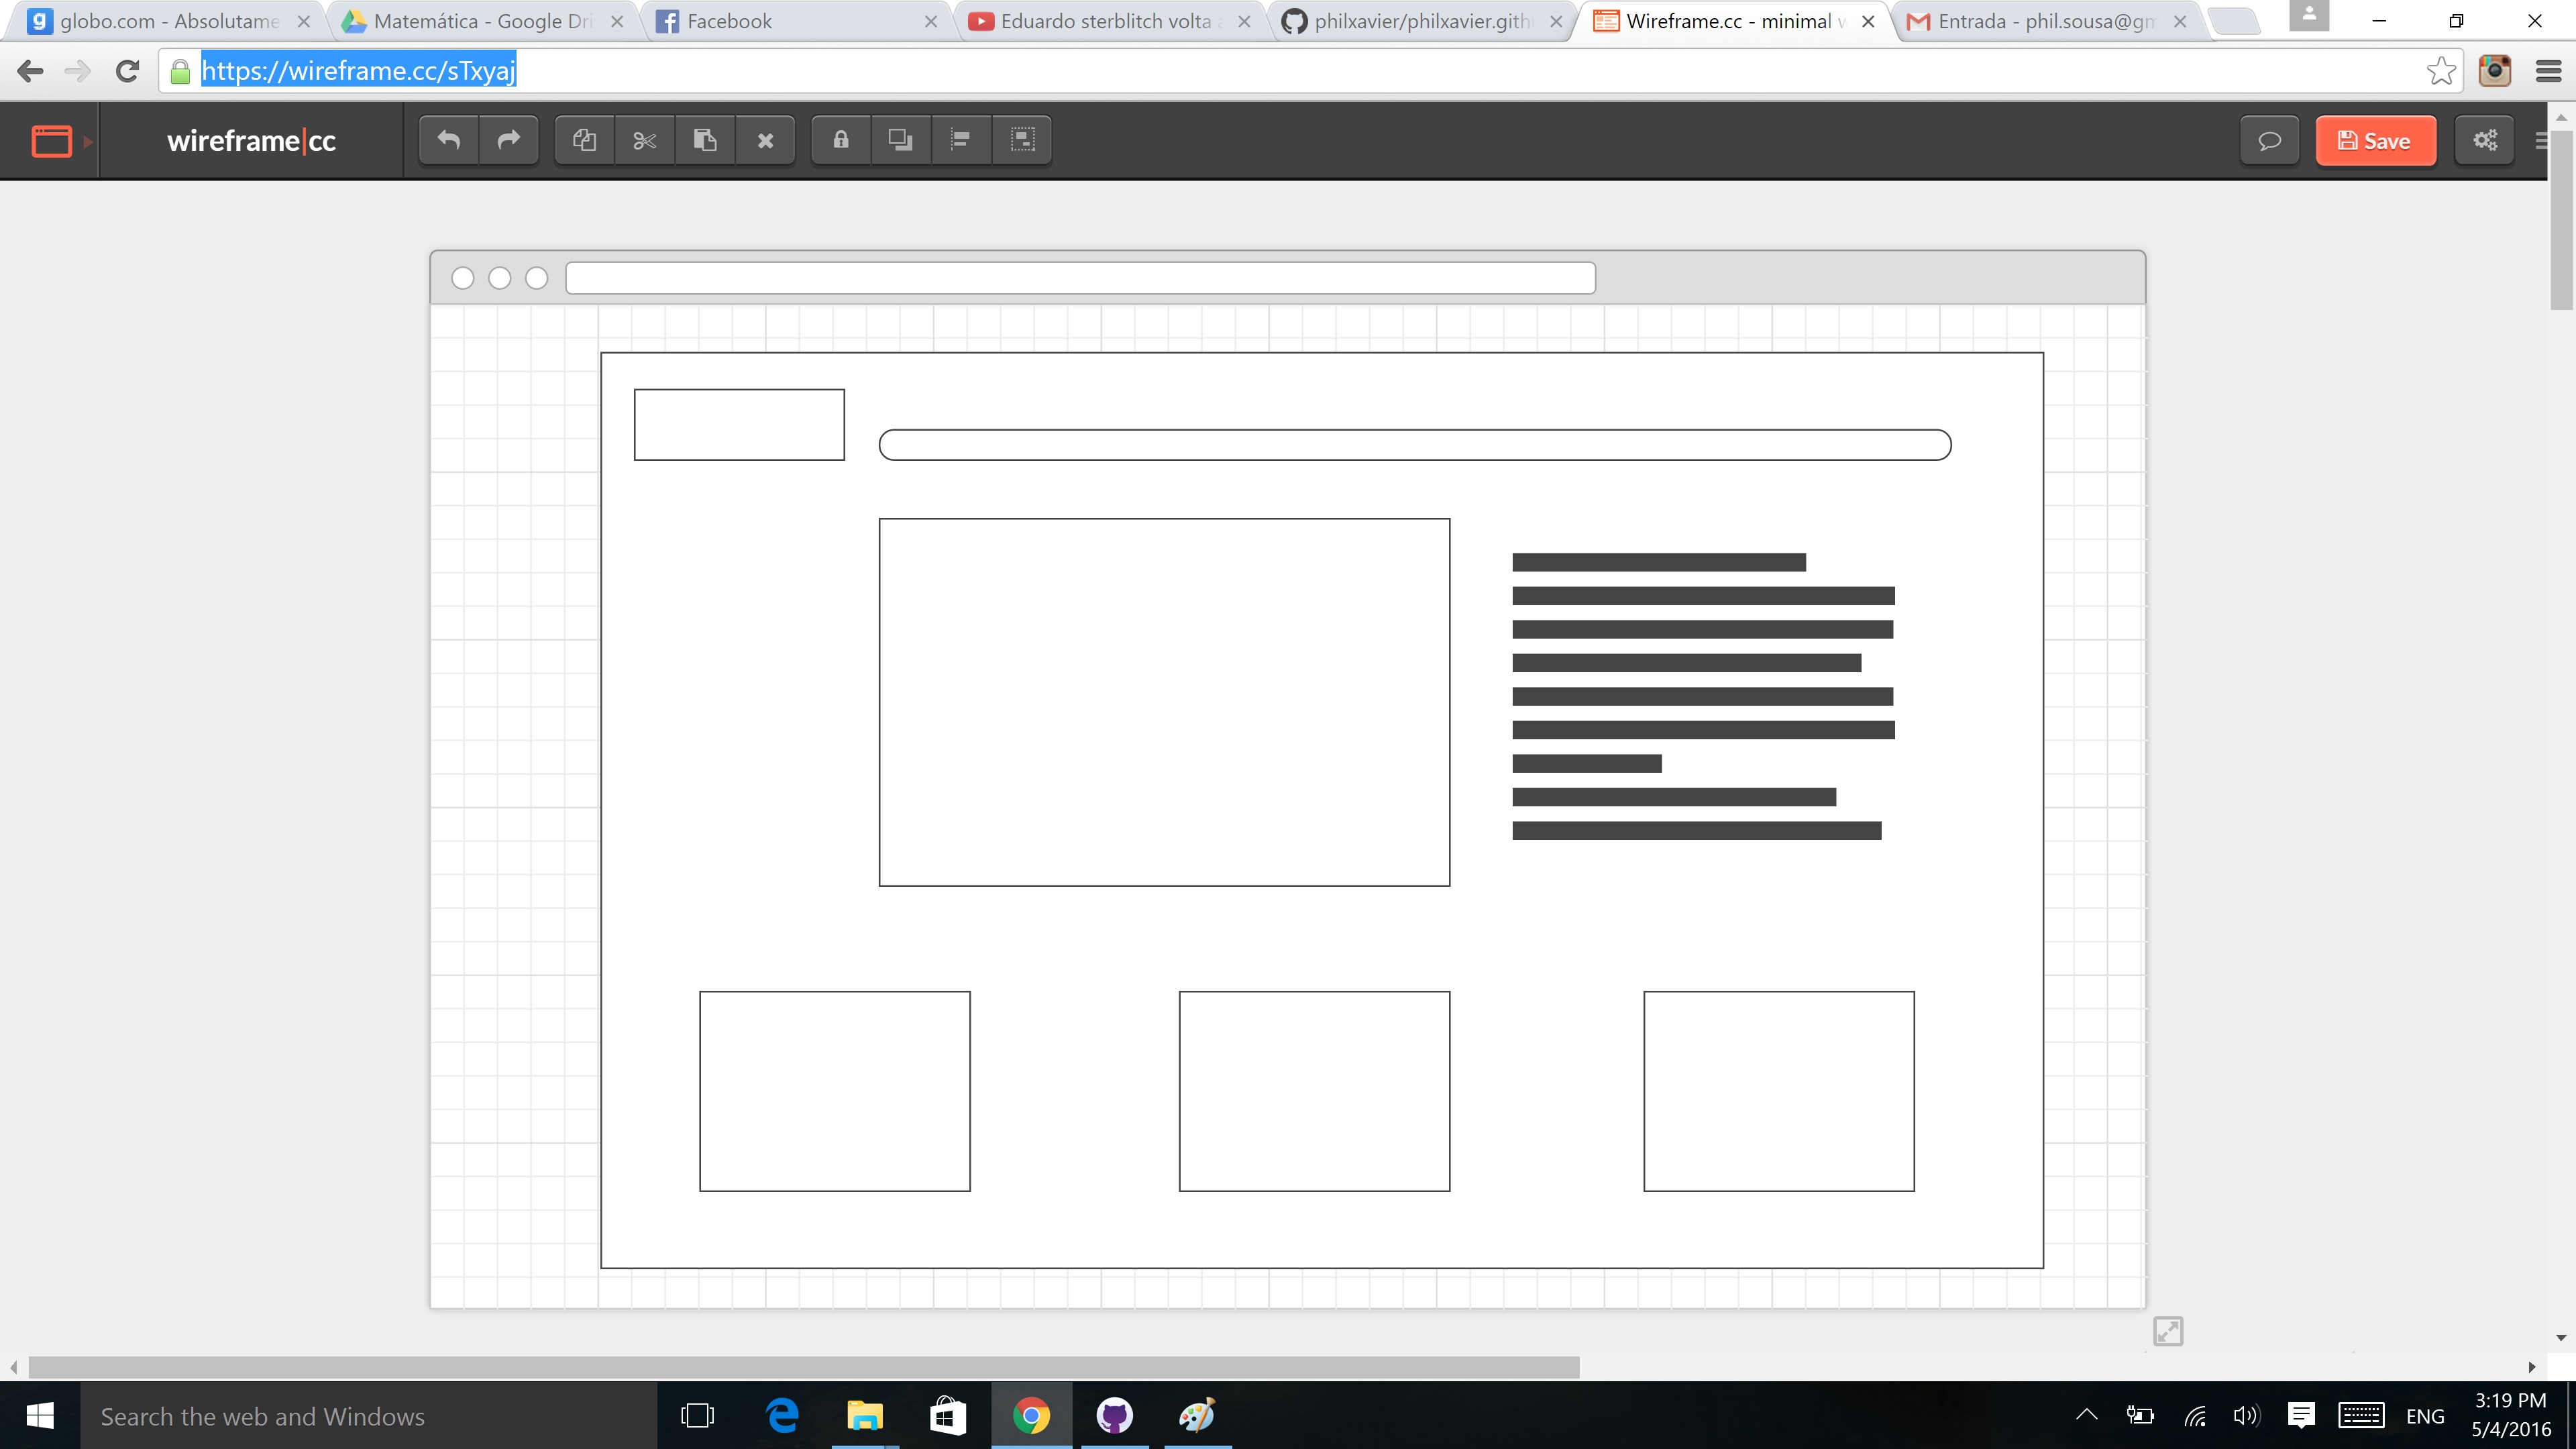 globo.com - Absolutame
Matemática - Google Dri
Facebook
Eduardo sterblitch volta a
philxavier/philxavier.gith
Wireframe.cc - minimal w
Entrada - phil.sousa@gm
https://wireframe.cc/sTxyaj
wireframe|cc
Save
Search the web and Windows
ENG
3:19 PM
5/4/2016